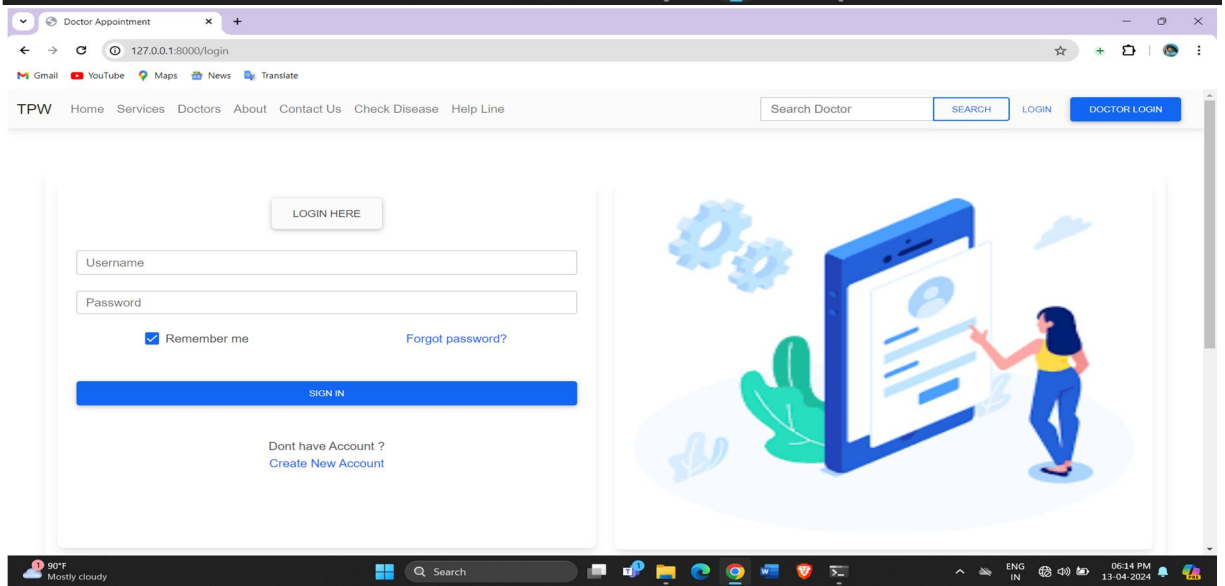 Doctor Appointment
127.0.0.1:8000/login
Gmail YouTube Maps News Translate
TPW Home Services Doctors About Contact Us Check Disease Help Line Search Doctor SEARCH LOGIN DOCTOR LOGIN
LOGIN HERE
Username
Password
Remember me Forgot password?
SIGN IN
Dont have Account ?
Create New Account
1 90°F
Mostly cloudy
Search
ENG
IN
06:14 PM
13-04-2024